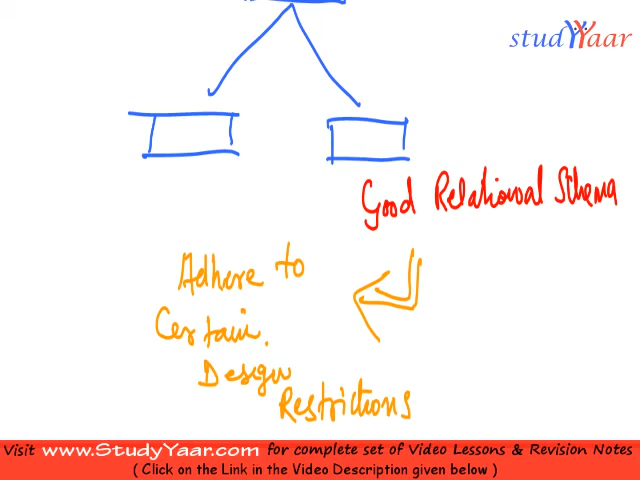 studYYaar
Good Relational Schema
Adhere to
Certain.
Design
Restrictions
Visit www.StudyYaar.com for complete set of Video Lessons & Revision Notes
( Click on the Link in the Video Description given below )